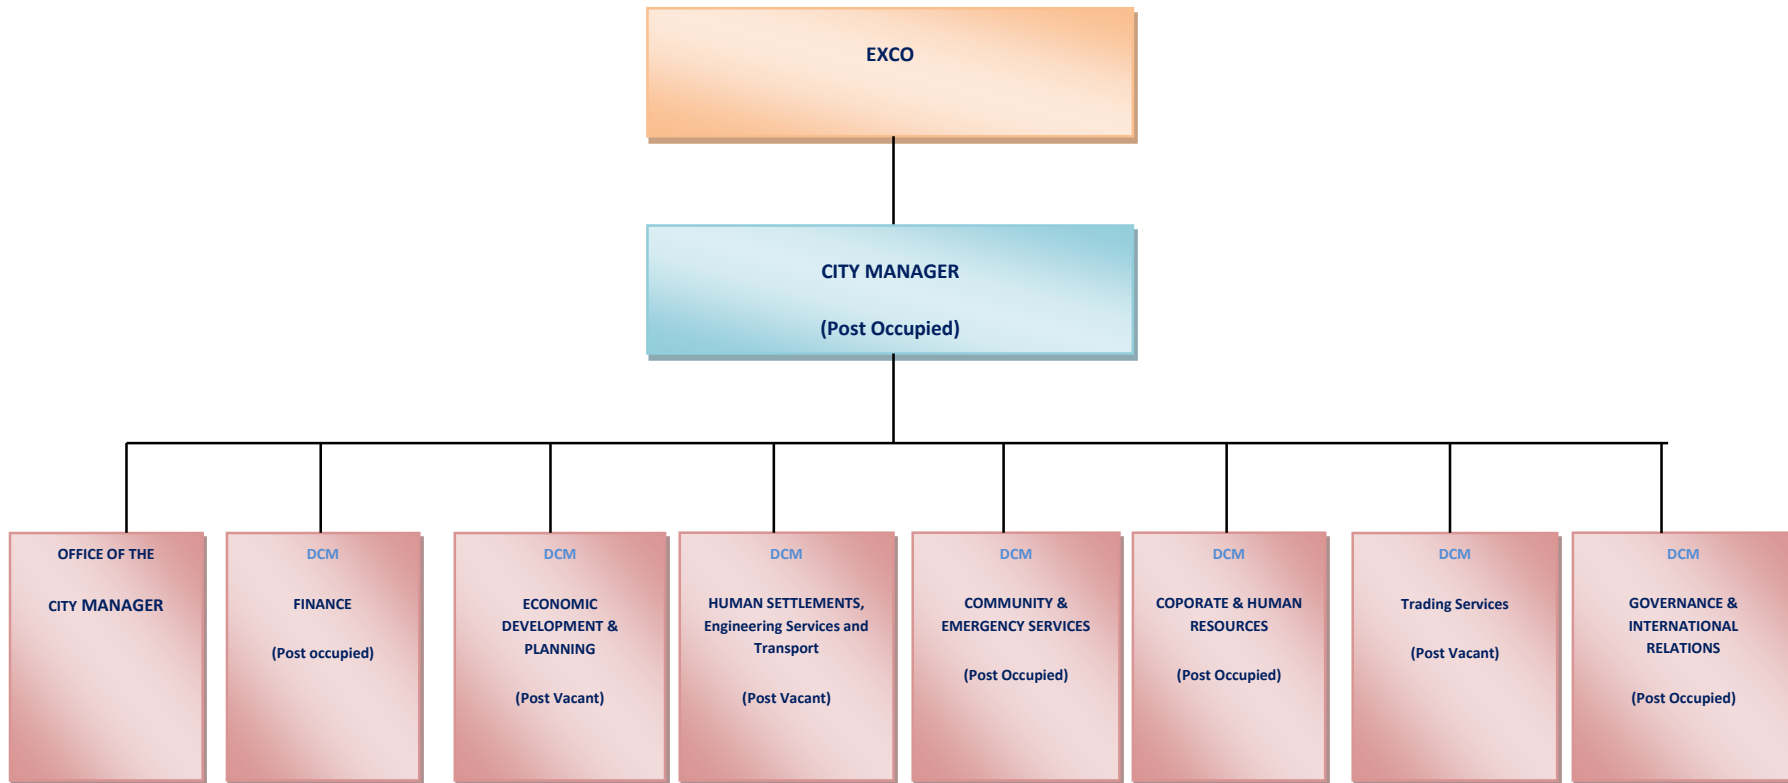 EXCO
CITY MANAGER
(Post Occupied)
OFFICE OF THE
CITY MANAGER
DCM
FINANCE
(Post occupied)
DCM
ECONOMIC
DEVELOPMENT &
PLANNING
(Post Vacant)
DCM
HUMAN SETTLEMENTS,
Engineering Services and
Transport
(Post Vacant)
DCM
COMMUNITY &
EMERGENCY SERVICES
(Post Occupied)
DCM
COPORATE & HUMAN
RESOURCES
(Post Occupied)
DCM
Trading Services
(Post Vacant)
DCM
GOVERNANCE &
INTERNATIONAL
RELATIONS
(Post Occupied)